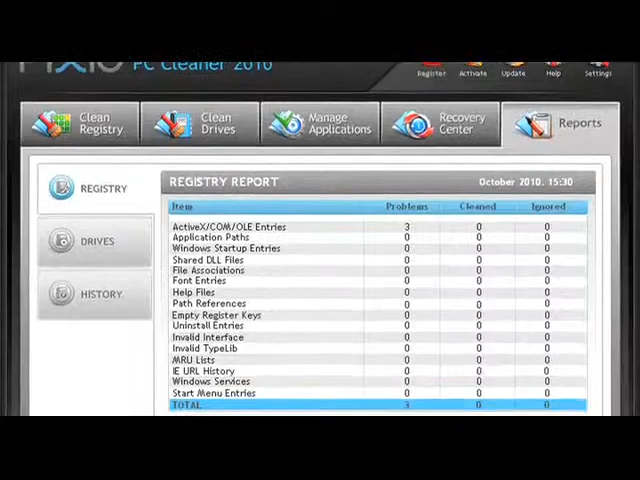 PC Cleaner 2010
Register Activate Update Help Settings
Clean Registry
Clean Drives
Manage Applications
Recovery Center
Reports
REGISTRY
DRIVES
HISTORY
REGISTRY REPORT October 2010. 15:30
Item Problems Cleaned Ignored
ActiveX/COM/OLE Entries 3 0 0
Application Paths 0 0 0
Windows Startup Entries 0 0 0
Shared DLL Files 0 0 0
File Associations 0 0 0
Font Entries 0 0 0
Help Files 0 0 0
Path References 0 0 0
Empty Register Keys 0 0 0
Uninstall Entries 0 0 0
Invalid Interface 0 0 0
Invalid TypeLib 0 0 0
MRU Lists 0 0 0
IE URL History 0 0 0
Windows Services 0 0 0
Start Menu Entries 0 0 0
TOTAL 3 0 0